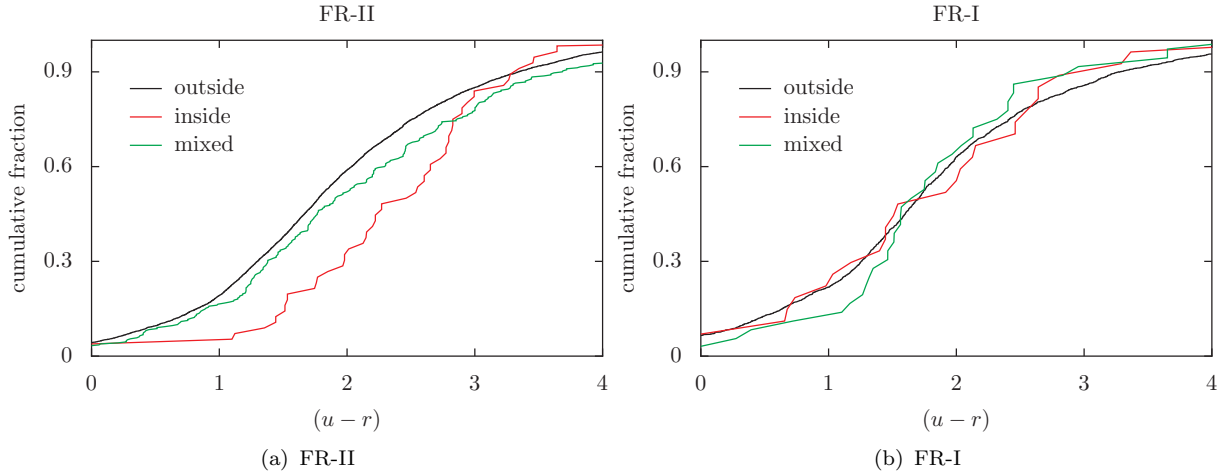 FR-II
cumulative fraction
0.9
0.6
0.3
0
outside
inside
mixed
0 1 2 3 4
(u − r)
(a) FR-II
FR-I
cumulative fraction
0.9
0.6
0.3
0
outside
inside
mixed
0 1 2 3 4
(u − r)
(b) FR-I